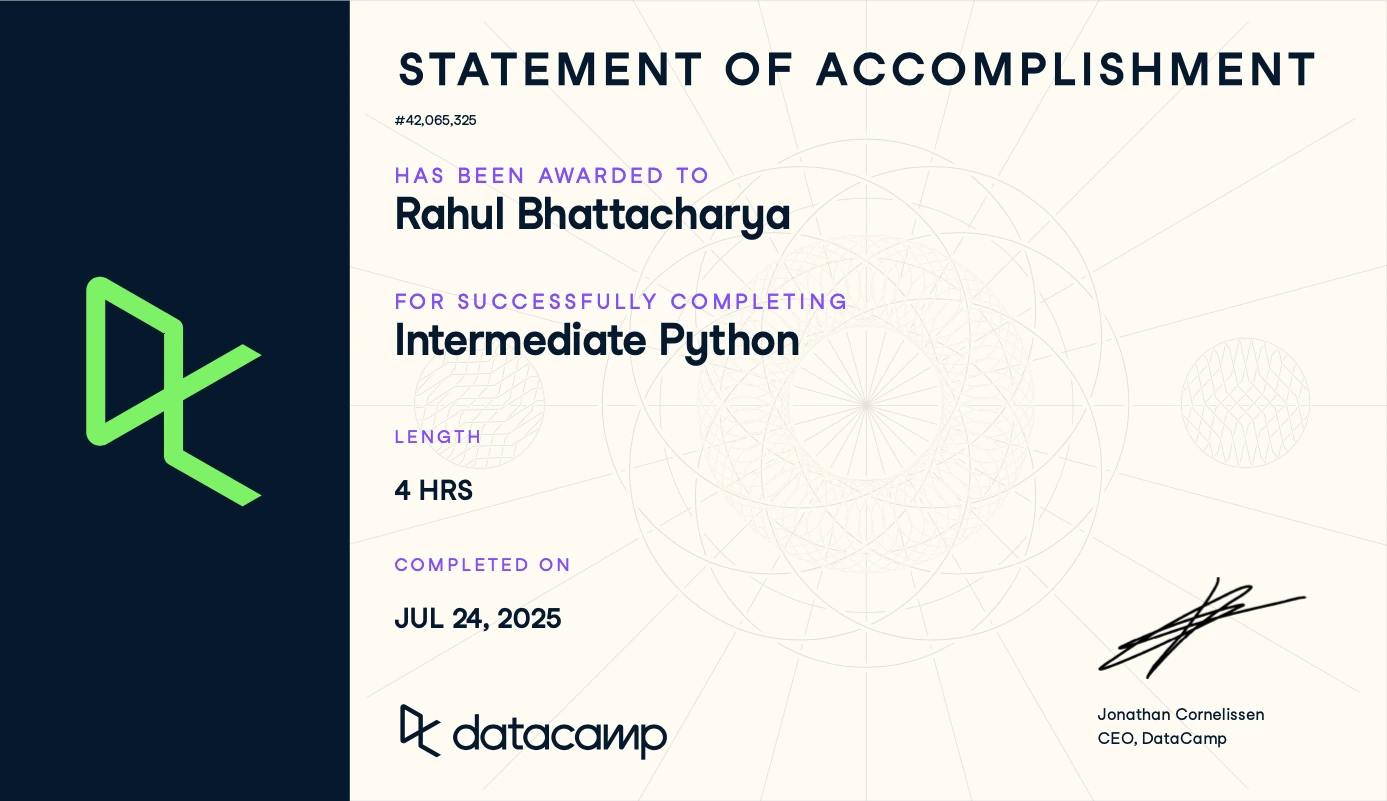 STATEMENT OF ACCOMPLISHMENT
#42,065,325
HAS BEEN AWARDED TO
Rahul Bhattacharya
FOR SUCCESSFULLY COMPLETING
Intermediate Python
LENGTH
4 HRS
COMPLETED ON
JUL 24, 2025
datacamp
Jonathan Cornelissen
CEO, DataCamp